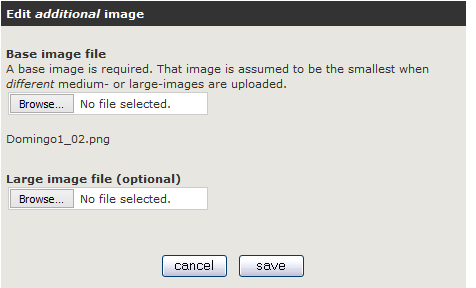 Edit additional image
Base image file
A base image is required. That image is assumed to be the smallest when
different medium- or large-images are uploaded.
Browse... No file selected.
Domingo1_02.png
Large image file (optional)
Browse... No file selected.
cancel save